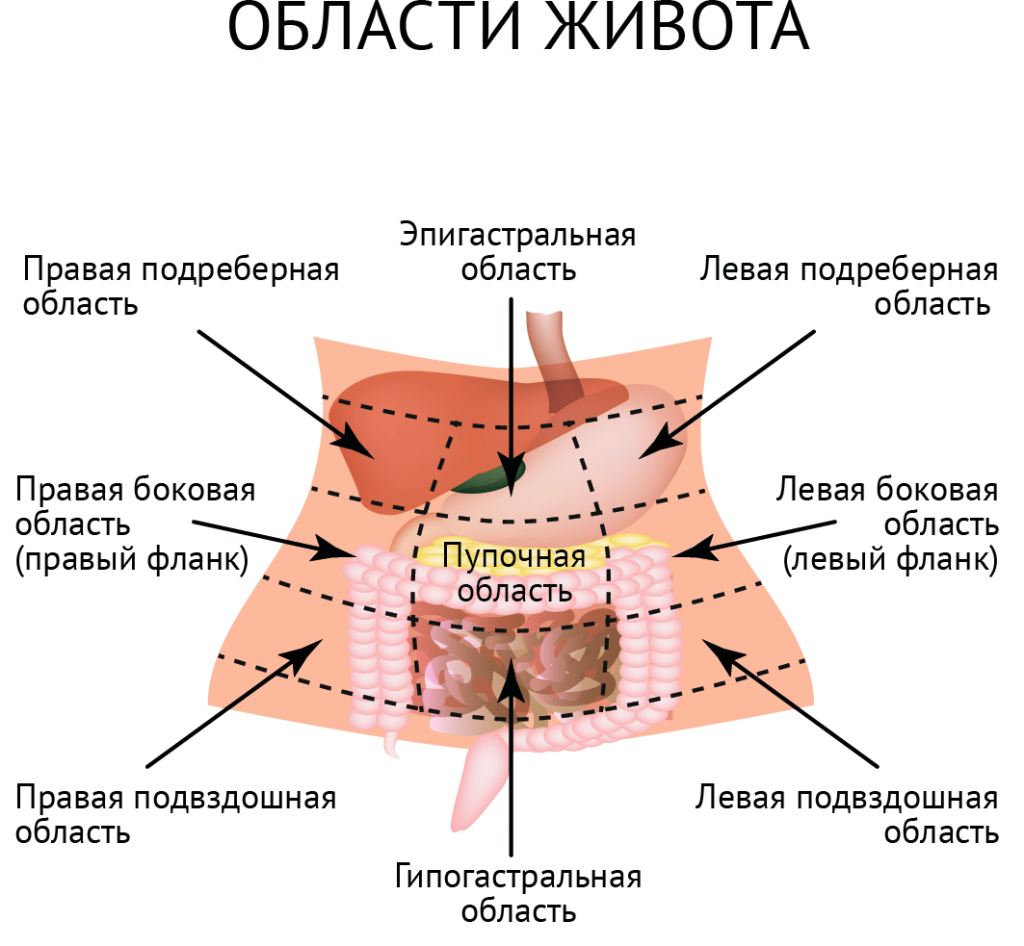 ОБЛАСТИ ЖИВОТА
Эпигастральная
область
Правая подреберная
область
Левая подреберная
область
Правая боковая
область
(правый фланк)
Пупочная
область
Левая боковая
область
(левый фланк)
Правая подвздошная
область
Левая подвздошная
область
Гипогастральная
область